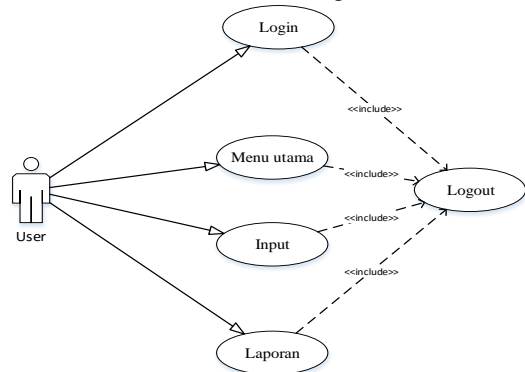 Login
<<include>>
Menu utama
<<include>>
Logout
<<include>>
User
Input
<<include>>
Laporan